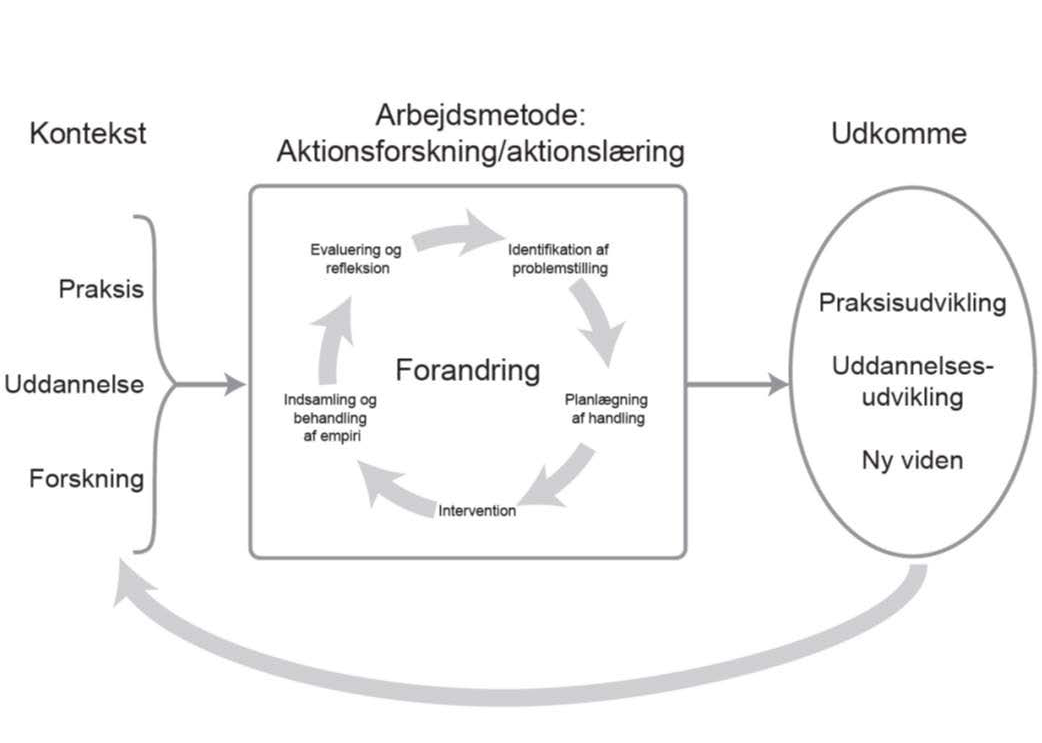 Kontekst
Praksis
Uddannelse
Forskning
Arbejdsmetode:
Aktionsforskning/aktionslæring
Evaluering og
refleksion
Identifikation af
problemstilling
Forandring
Indsamling og
behandling
af empiri
Planlægning
af handling
Intervention
Udkomme
Praksisudvikling
Uddannelses-
udvikling
Ny viden